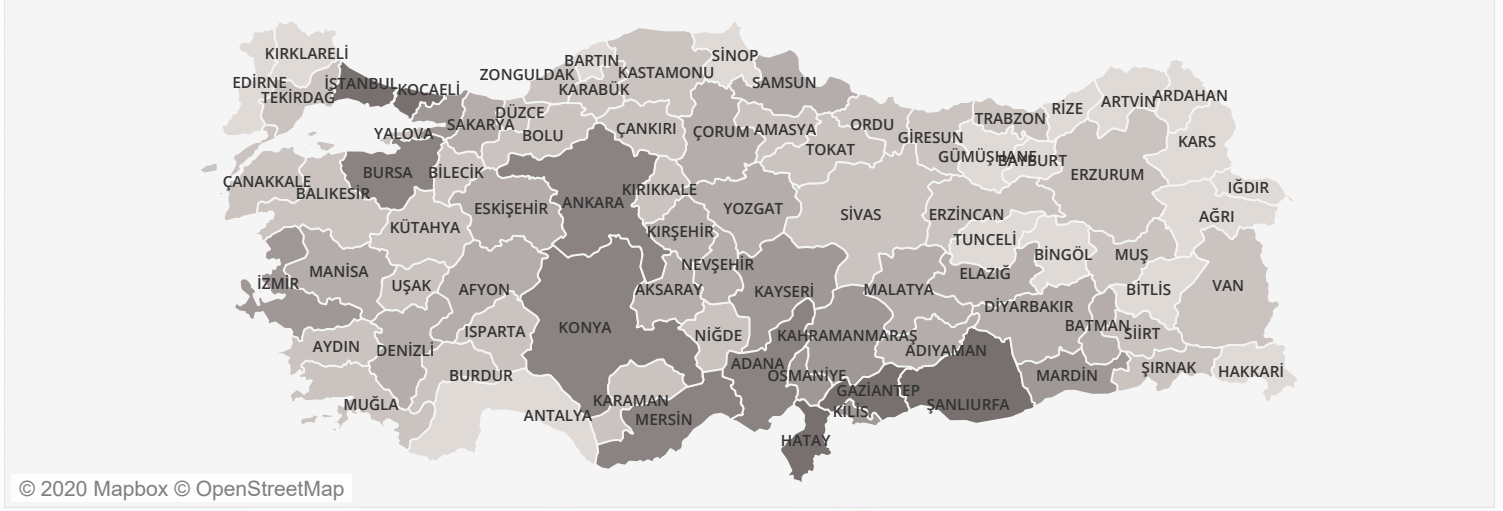 KIRKLARELİ
SİNOP
BARTIN
ZONGULDAK
KASTAMONU
EDİRNE
İSTANBUL
KOCAELİ
SAMSUN
TEKİRDAĞ
KARABÜK
ARTVİN
ARDAHAN
RİZE
DÜZCE
TRABZON
YALOVA
SAKARYA
BOLU
ÇANKIRI
ÇORUM
AMASYA
ORDU
GİRESUN
KARS
TOKAT
GÜMÜŞHANE
BAYBURT
ERZURUM
BURSA
BİLECİK
ÇANAKKALE
BALIKESİR
KIRIKKALE
IĞDIR
ESKİŞEHİR
ANKARA
YOZGAT
SİVAS
ERZİNCAN
AĞRI
KÜTAHYA
KIRŞEHİR
TUNCELİ
BİNGÖL
MUŞ
MANİSA
NEVŞEHİR
ELAZIĞ
İZMİR
UŞAK
AFYON
AKSARAY
KAYSERİ
MALATYA
BİTLİS
VAN
DİYARBAKIR
KONYA
ISPARTA
NİĞDE
KAHRAMANMARAŞ
BATMAN
SİİRT
AYDIN
DENİZLİ
ADIYAMAN
ADANA
OSMANİYE
BURDUR
MARDİN
ŞIRNAK
HAKKARİ
GAZİANTEP
MUĞLA
KARAMAN
ŞANLIURFA
ANTALYA
MERSİN
KİLİS
HATAY
© 2020 Mapbox © OpenStreetMap